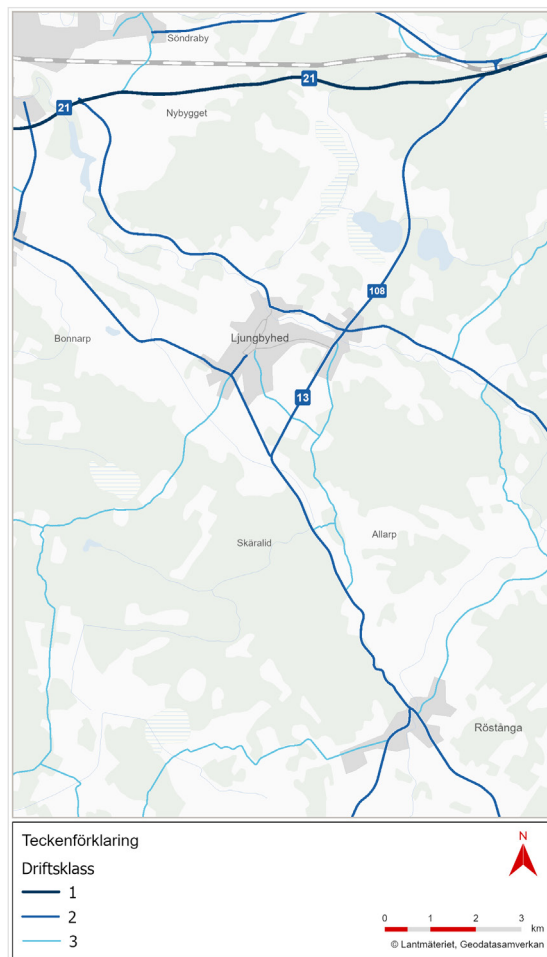 Söndraby
21
21
Nybygget
108
Bonnarp
Ljungbyhed
13
Skäralid
Allarp
Röstånga
Teckenförklaring
Driftsklass
1
2
3
N
0 1 2 3
km
© Lantmäteriet, Geodatasamverkan